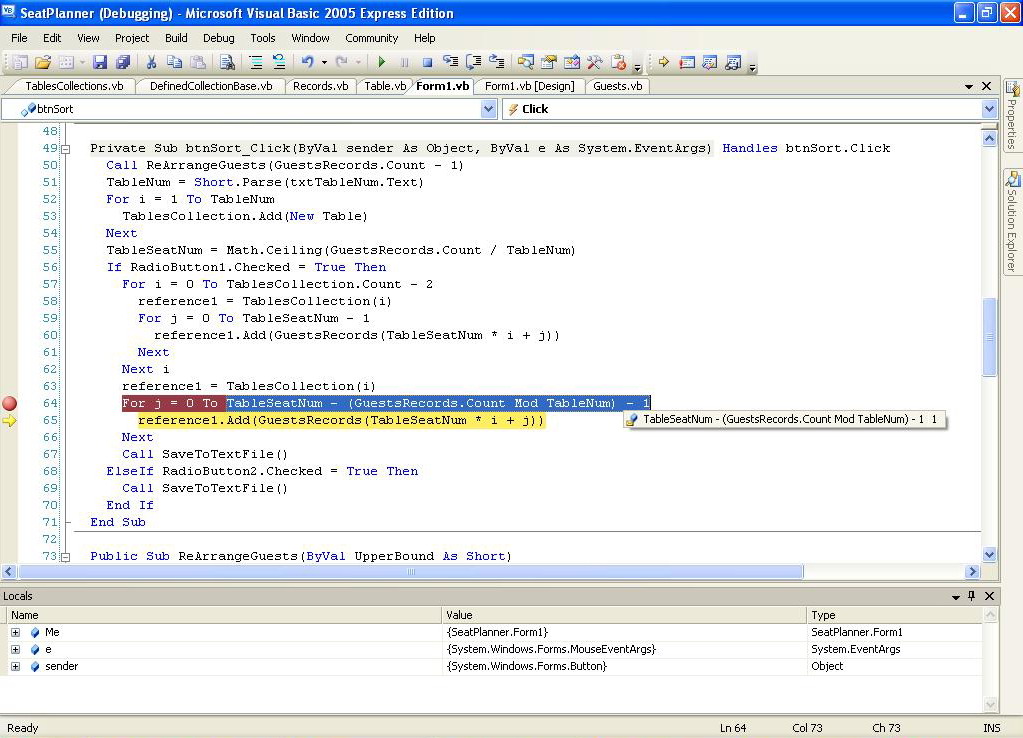 SeatPlanner (Debugging) - Microsoft Visual Basic 2005 Express Edition
File Edit View Project Build Debug Tools Window Community Help
TablesCollections.vb DefinedCollectionBase.vb Records.vb Table.vb Form1.vb Form1.vb [Design] Guests.vb
btnSort Click
48
49 Private Sub btnSort_Click(ByVal sender As Object, ByVal e As System.EventArgs) Handles btnSort.Click
50 Call ReArrangeGuests(GuestsRecords.Count - 1)
51 TableNum = Short.Parse(txtTableNum.Text)
52 For i = 1 To TableNum
53 TablesCollection.Add(New Table)
54 Next
55 TableSeatNum = Math.Ceiling(GuestsRecords.Count / TableNum)
56 If RadioButton1.Checked = True Then
57 For i = 0 To TablesCollection.Count - 2
58 reference1 = TablesCollection(i)
59 For j = 0 To TableSeatNum - 1
60 reference1.Add(GuestsRecords(TableSeatNum * i + j))
61 Next
62 Next i
63 reference1 = TablesCollection(i)
64 For j = 0 To TableSeatNum - (GuestsRecords.Count Mod TableNum) - 1
TableSeatNum - (GuestsRecords.Count Mod TableNum) - 1 1
65 reference1.Add(GuestsRecords(TableSeatNum * i + j))
66 Next
67 Call SaveToTextFile()
68 ElseIf RadioButton2.Checked = True Then
69 Call SaveToTextFile()
70 End If
71 End Sub
72
73 Public Sub ReArrangeGuests(ByVal UpperBound As Short)
Properties
Solution Explorer
Locals
Name Value Type
Me {SeatPlanner.Form1} SeatPlanner.Form1
e {System.Windows.Forms.MouseEventArgs} System.EventArgs
sender {System.Windows.Forms.Button} Object
Ready Ln 64 Col 73 Ch 73 INS